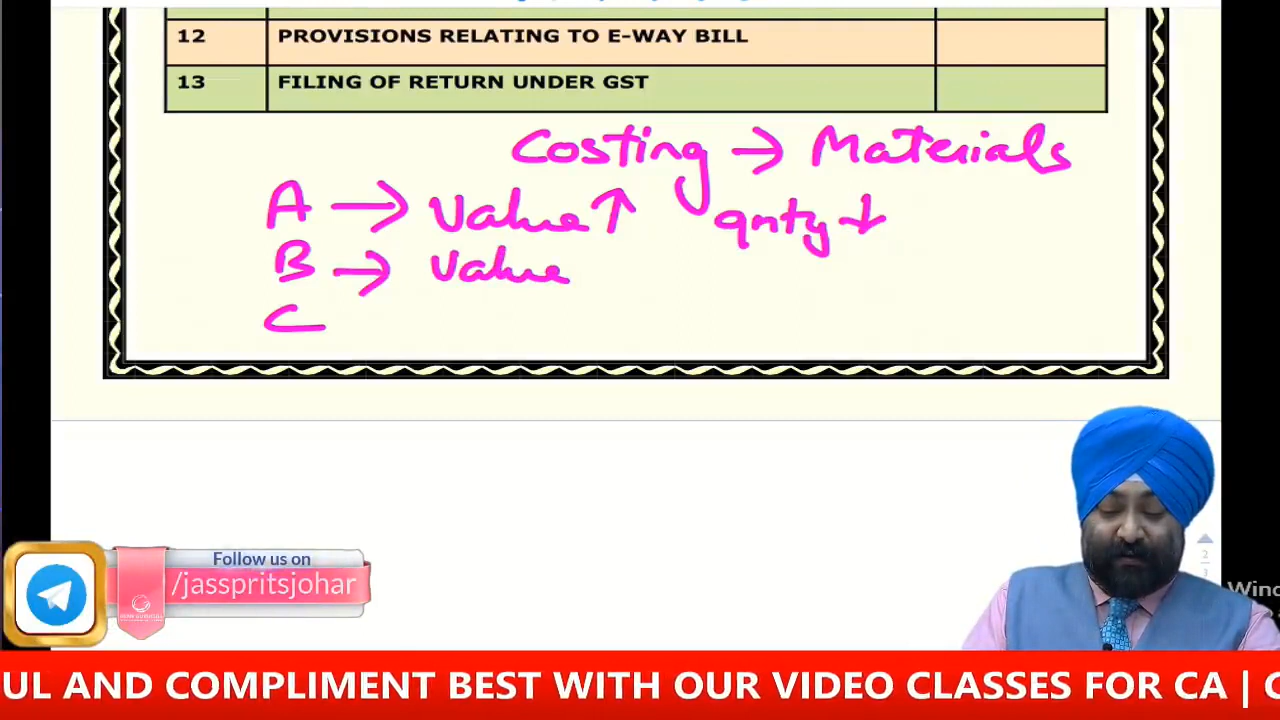 12 PROVISIONS RELATING TO E-WAY BILL
13 FILING OF RETURN UNDER GST
Costing → Materials
A → Value ↑ qnty ↓
B → Value
C
Follow us on
/jasspritsjohar
UL AND COMPLIMENT BEST WITH OUR VIDEO CLASSES FOR CA | C